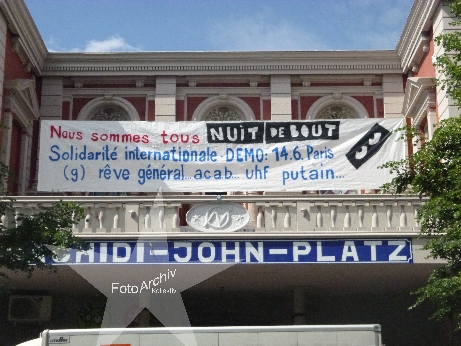 Nous sommes tous NUIT DEBOUT
Solidarité internationale · DEMO: 14.6. Paris
(g) rêve général...acab... uhf putain...
CHIDI-JOHN-PLATZ
FotoArchiv
Kollektiv